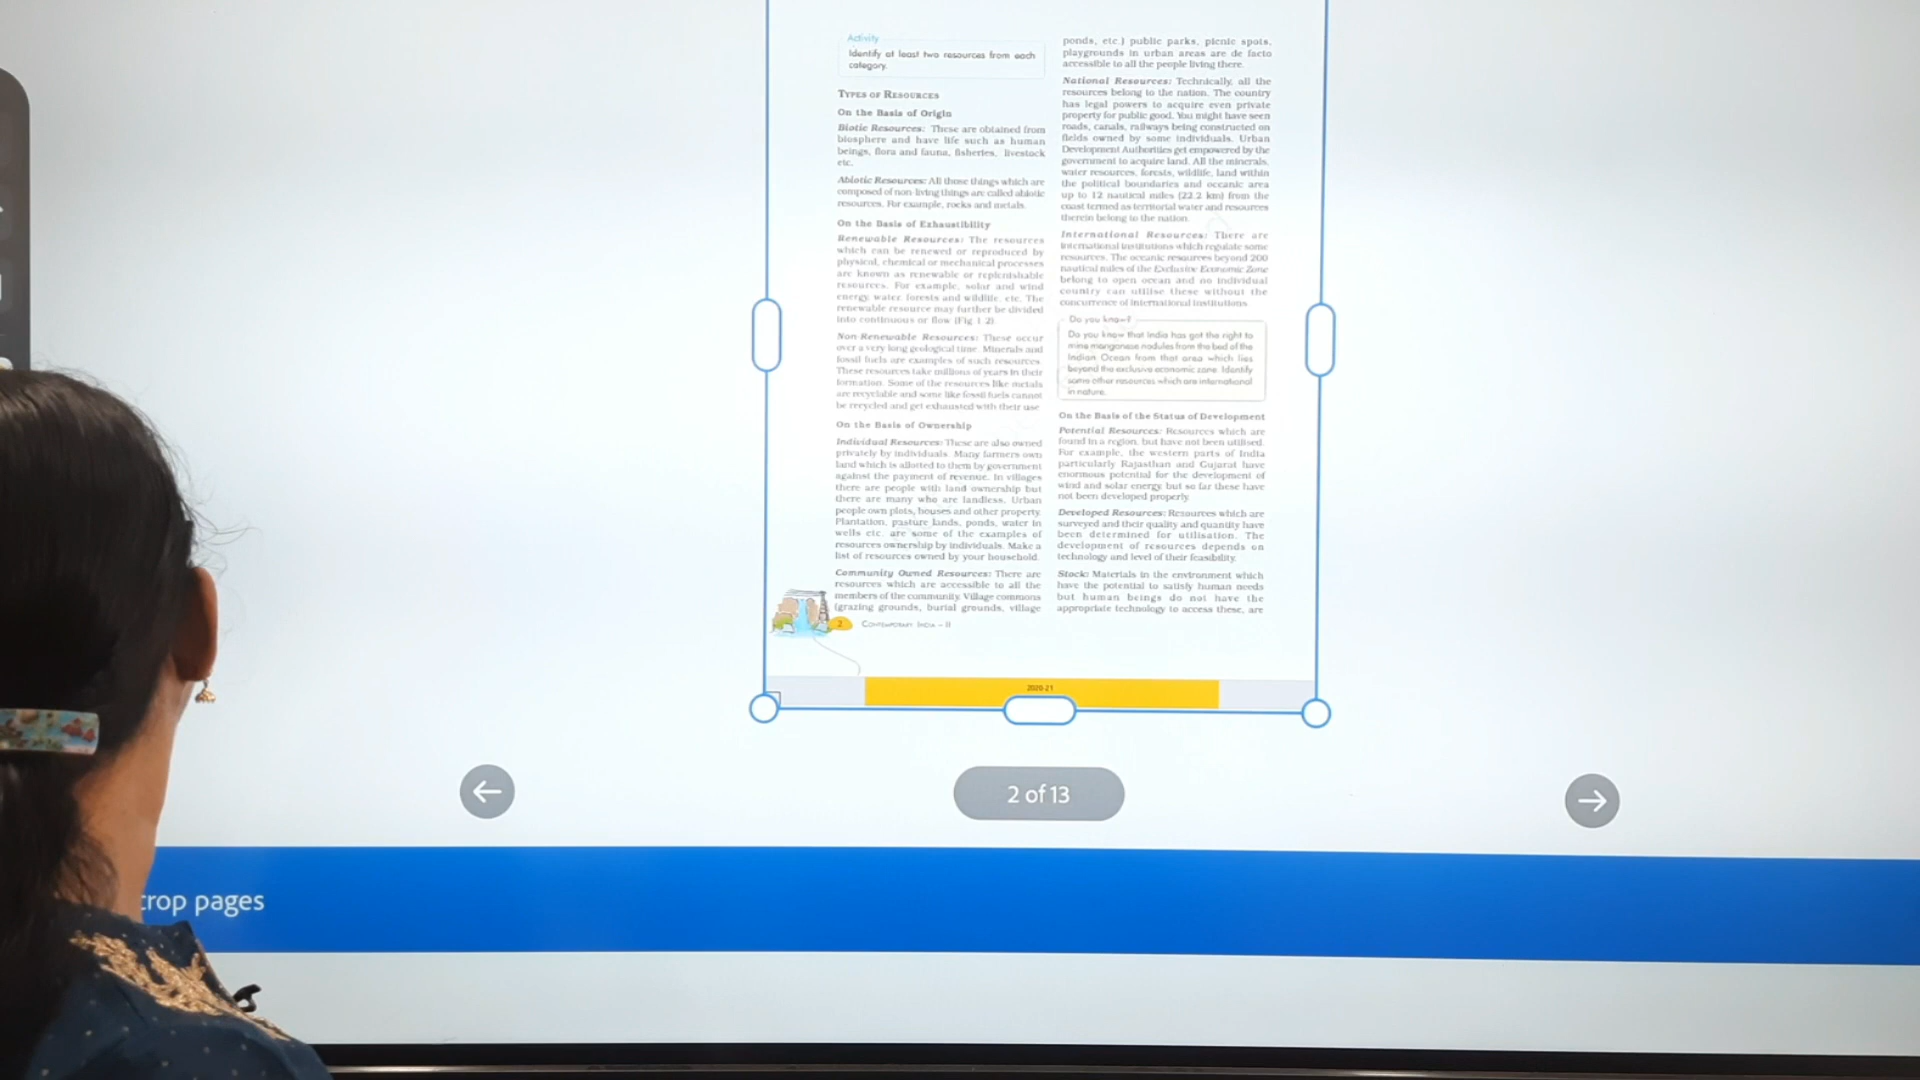 Activity
Identify at least two resources from each
category.
TYPES OF RESOURCES
On the Basis of Origin
Biotic Resources: These are obtained from
biosphere and have life such as human
beings, flora and fauna, fisheries, livestock
etc.
Abiotic Resources: All those things which are
composed of non-living things are called abiotic
resources. For example, rocks and metals.
On the Basis of Exhaustibility
Renewable Resources: The resources
which can be renewed or reproduced by
physical, chemical or mechanical processes
are known as renewable or replenishable
resources. For example, solar and wind
energy, water, forests and wildlife, etc. The
renewable resource may further be divided
into continuous or flow (Fig 1.2).
Non-Renewable Resources: These occur
over a very long geological time. Minerals and
fossil fuels are examples of such resources.
These resources take millions of years in their
formation. Some of the resources like metals
are recyclable and some like fossil fuels cannot
be recycled and get exhausted with their use
On the Basis of Ownership
Individual Resources: These are also owned
privately by individuals. Many farmers own
land which is allotted to them by government
against the payment of revenue. In villages
there are people with land ownership but
there are many who are landless. Urban
people own plots, houses and other property.
Plantation, pasture lands, ponds, water in
wells etc. are some of the examples of
resources ownership by individuals. Make a
list of resources owned by your household.
Community Owned Resources: There are
resources which are accessible to all the
members of the community. Village commons
(grazing grounds, burial grounds, village
2
CONTEMPORARY INDIA – II
ponds, etc.) public parks, picnic spots,
playgrounds in urban areas are de facto
accessible to all the people living there.
National Resources: Technically, all the
resources belong to the nation. The country
has legal powers to acquire even private
property for public good. You might have seen
roads, canals, railways being constructed on
fields owned by some individuals. Urban
Development Authorities get empowered by the
government to acquire land. All the minerals,
water resources, forests, wildlife, land within
the political boundaries and oceanic area
up to 12 nautical miles (22.2 km) from the
coast termed as territorial water and resources
therein belong to the nation.
International Resources: There are
international institutions which regulate some
resources. The oceanic resources beyond 200
nautical miles of the Exclusive Economic Zone
belong to open ocean and no individual
country can utilise these without the
concurrence of international institutions
Do you know?
Do you know that India has got the right to
mine manganese nodules from the bed of the
Indian Ocean from that area which lies
beyond the exclusive economic zone. Identify
some other resources which are international
in nature.
On the Basis of the Status of Development
Potential Resources: Resources which are
found in a region, but have not been utilised.
For example, the western parts of India
particularly Rajasthan and Gujarat have
enormous potential for the development of
wind and solar energy, but so far these have
not been developed properly
Developed Resources: Resources which are
surveyed and their quality and quantity have
been determined for utilisation. The
development of resources depends on
technology and level of their feasibility.
Stock: Materials in the environment which
have the potential to satisfy human needs
but human beings do not have the
appropriate technology to access these, are
2020-21
2 of 13
crop pages